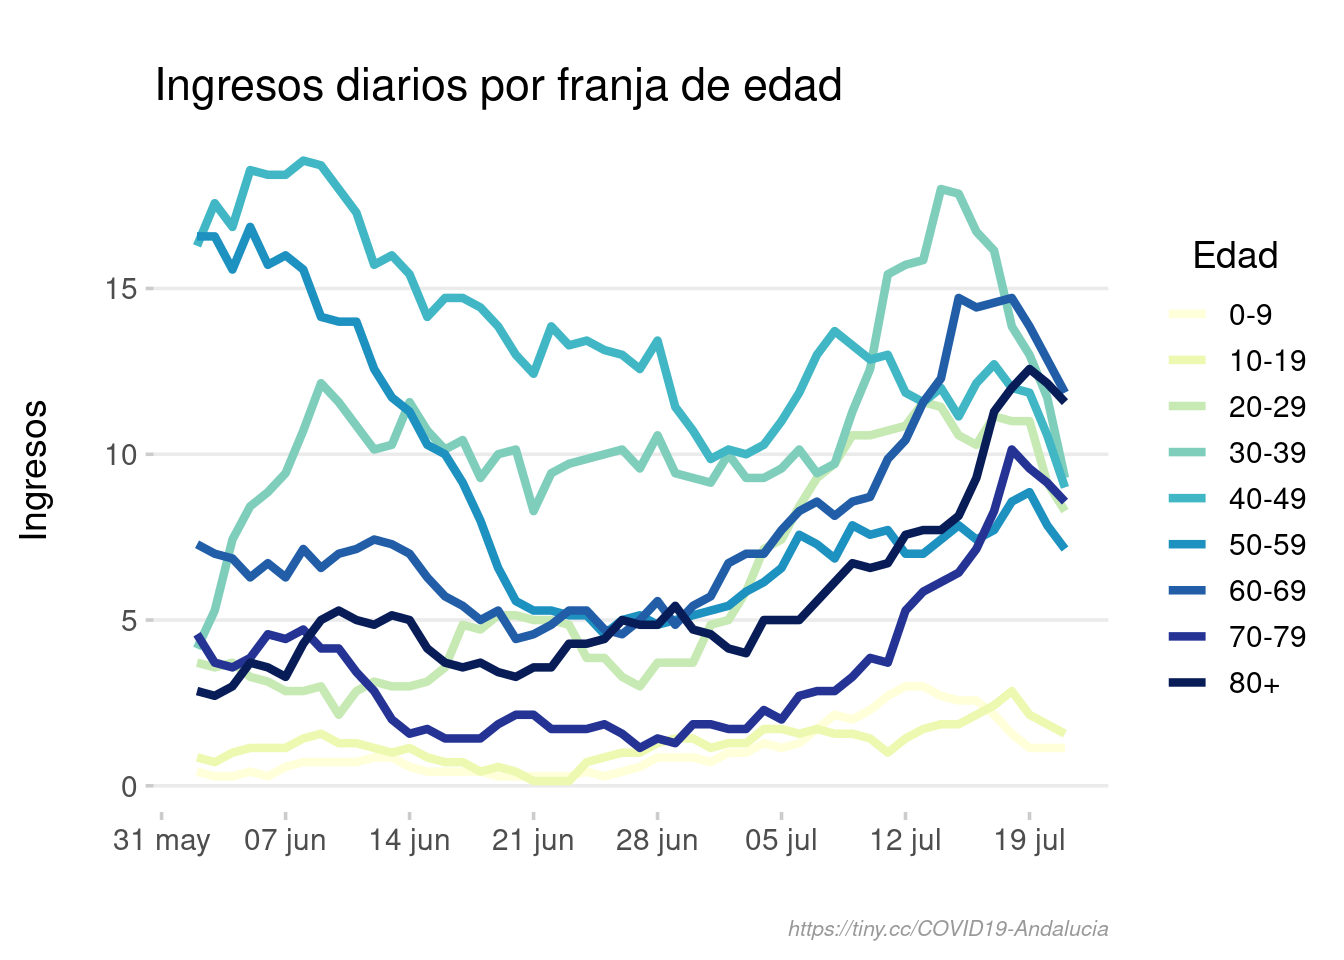 Ingresos diarios por franja de edad
Ingresos
15
10
5
0
31 may
07 jun
14 jun
21 jun
28 jun
05 jul
12 jul
19 jul
Edad
0-9
10-19
20-29
30-39
40-49
50-59
60-69
70-79
80+
https://tiny.cc/COVID19-Andalucia